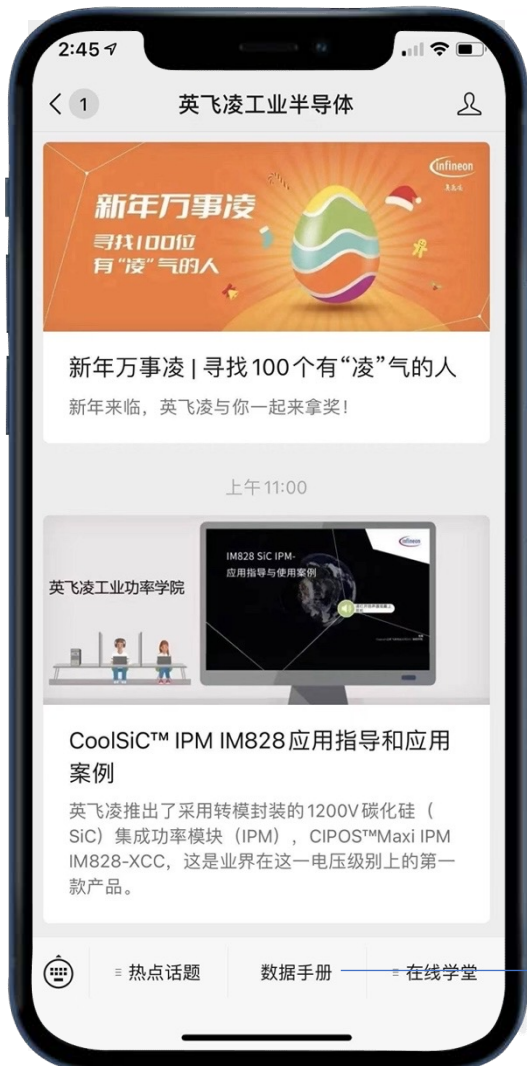 2:45
1 英飞凌工业半导体
infineon
新年万事凌
寻找100位
有“凌”气的人
新年万事凌 | 寻找100个有“凌”气的人
新年来临，英飞凌与你一起来拿奖！
上午11:00
英飞凌工业功率学院
IM828 SiC IPM-
应用指导与使用案例
infineon
CoolSiC™ IPM IM828应用指导和应用
案例
英飞凌推出了采用转模封装的1200V碳化硅（
SiC）集成功率模块（IPM），CIPOS™Maxi IPM
IM828-XCC，这是业界在这一电压级别上的第一
款产品。
热点话题 数据手册 在线学堂